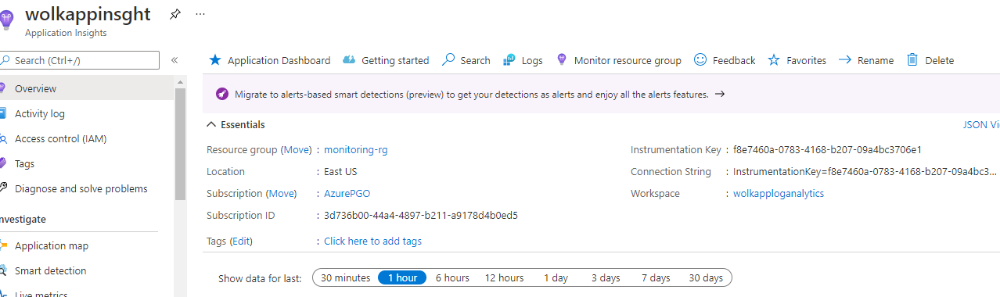 wolkappinsght
Application Insights
Search (Ctrl+/)
Overview
Activity log
Access control (IAM)
Tags
Diagnose and solve problems
nvestigate
Application map
Smart detection
Live metrics
Application Dashboard Getting started Search Logs Monitor resource group Feedback Favorites Rename Delete
Migrate to alerts-based smart detections (preview) to get your detections as alerts and enjoy all the alerts features.
Essentials
JSON Vi
Resource group (Move) : monitoring-rg
Location : East US
Subscription (Move) : AzurePGO
Subscription ID : 3d736b00-44a4-4897-b211-a9178d4b0ed5
Tags (Edit) : Click here to add tags
Instrumentation Key : f8e7460a-0783-4168-b207-09a4bc3706e1
Connection String : InstrumentationKey=f8e7460a-0783-4168-b207-09a4bc3...
Workspace : wolkapploganalytics
Show data for last: 30 minutes 1 hour 6 hours 12 hours 1 day 3 days 7 days 30 days